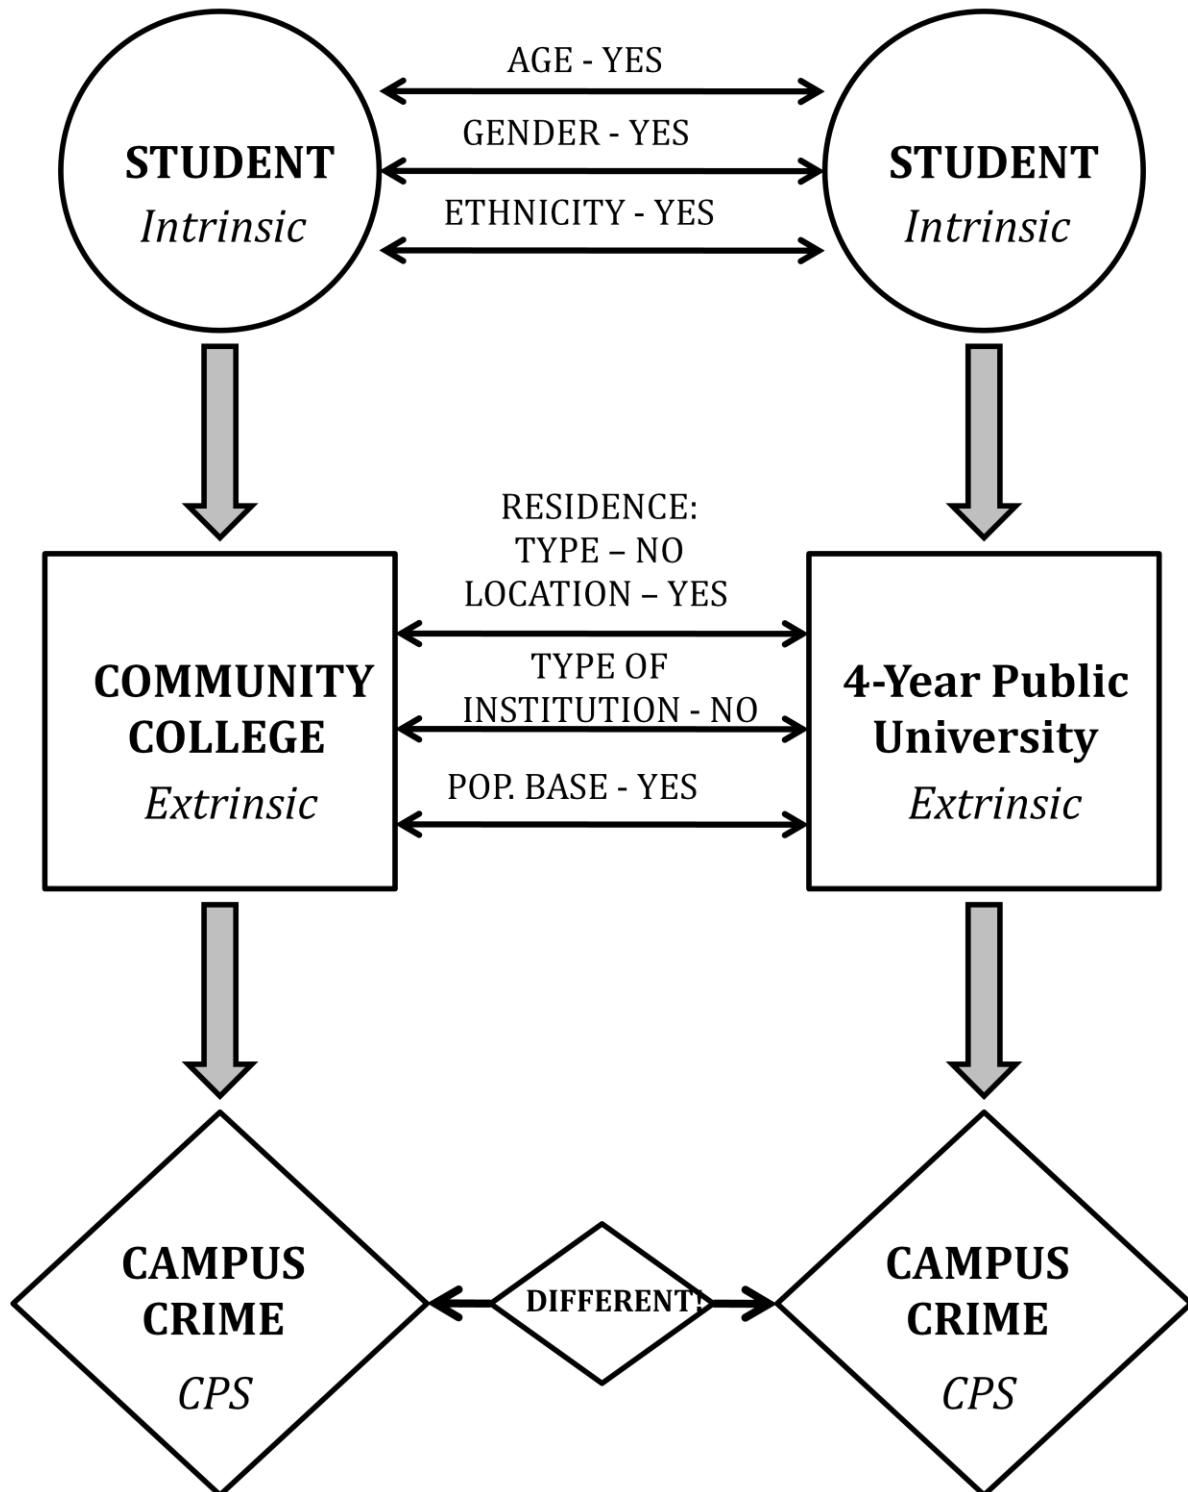 AGE - YES
GENDER - YES
STUDENT
Intrinsic
STUDENT
Intrinsic
ETHNICITY - YES
RESIDENCE:
TYPE – NO
LOCATION – YES
COMMUNITY
COLLEGE
Extrinsic
TYPE OF
INSTITUTION - NO
POP. BASE - YES
4-Year Public
University
Extrinsic
CAMPUS
CRIME
CPS
DIFFERENT!
CAMPUS
CRIME
CPS